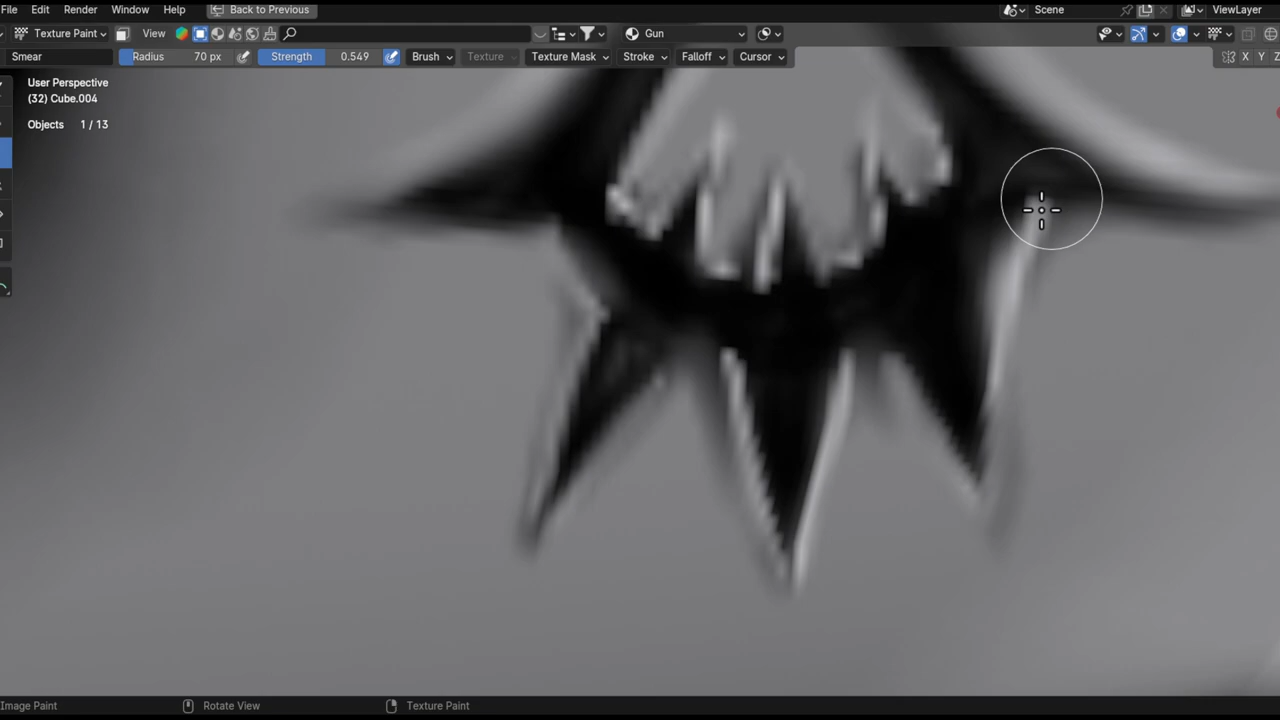 File Edit Render Window Help Back to Previous Scene ViewLayer
Texture Paint View Gun
Smear Radius 70 px Strength 0.549 Brush Texture Texture Mask Stroke Falloff Cursor X Y Z
User Perspective
(32) Cube.004
Objects 1 / 13
Image Paint Rotate View Texture Paint